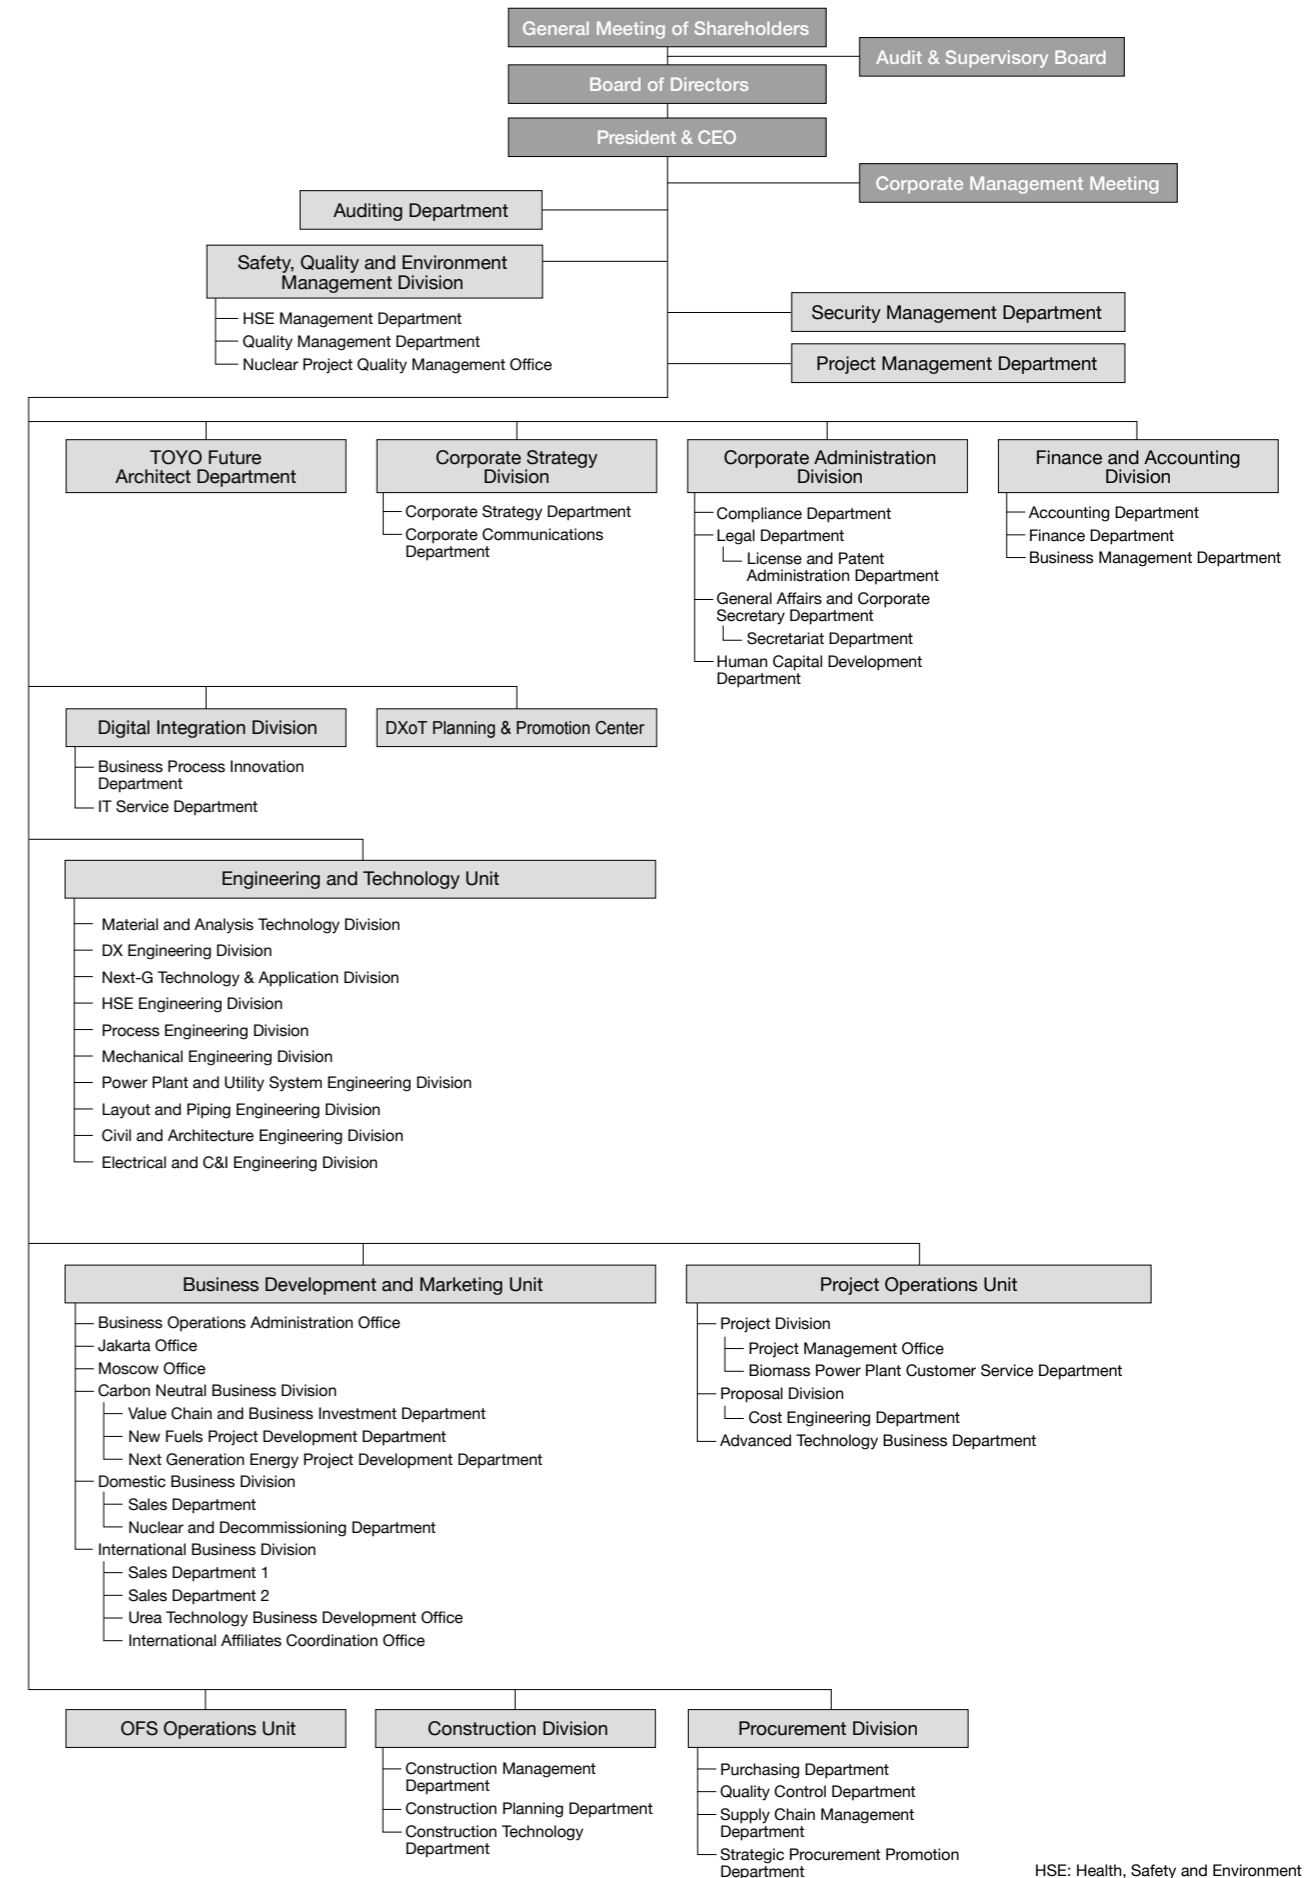 General Meeting of Shareholders
Audit & Supervisory Board
Board of Directors
President & CEO
Corporate Management Meeting
Auditing Department
Safety, Quality and Environment
Management Division
HSE Management Department
Quality Management Department
Nuclear Project Quality Management Office
Security Management Department
Project Management Department
TOYO Future
Architect Department
Corporate Strategy
Division
Corporate Strategy Department
Corporate Communications
Department
Corporate Administration
Division
Compliance Department
Legal Department
License and Patent
Administration Department
General Affairs and Corporate
Secretary Department
Secretariat Department
Human Capital Development
Department
Finance and Accounting
Division
Accounting Department
Finance Department
Business Management Department
Digital Integration Division
Business Process Innovation
Department
IT Service Department
DXoT Planning & Promotion Center
Engineering and Technology Unit
Material and Analysis Technology Division
DX Engineering Division
Next-G Technology & Application Division
HSE Engineering Division
Process Engineering Division
Mechanical Engineering Division
Power Plant and Utility System Engineering Division
Layout and Piping Engineering Division
Civil and Architecture Engineering Division
Electrical and C&I Engineering Division
Business Development and Marketing Unit
Business Operations Administration Office
Jakarta Office
Moscow Office
Carbon Neutral Business Division
Value Chain and Business Investment Department
New Fuels Project Development Department
Next Generation Energy Project Development Department
Domestic Business Division
Sales Department
Nuclear and Decommissioning Department
International Business Division
Sales Department 1
Sales Department 2
Urea Technology Business Development Office
International Affiliates Coordination Office
Project Operations Unit
Project Division
Project Management Office
Biomass Power Plant Customer Service Department
Proposal Division
Cost Engineering Department
Advanced Technology Business Department
OFS Operations Unit
Construction Division
Construction Management
Department
Construction Planning Department
Construction Technology
Department
Procurement Division
Purchasing Department
Quality Control Department
Supply Chain Management
Department
Strategic Procurement Promotion
Department
HSE: Health, Safety and Environment